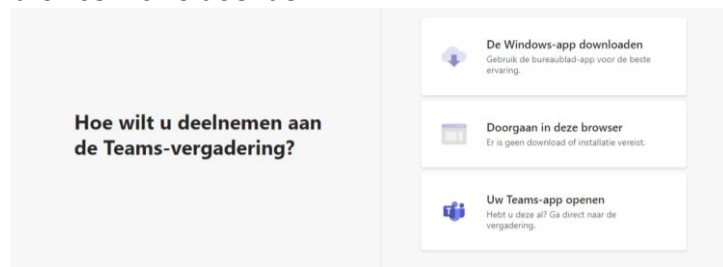 Hoe wilt u deelnemen aan
de Teams-vergadering?
De Windows-app downloaden
Gebruik de bureaublad-app voor de beste
ervaring.
Doorgaan in deze browser
Er is geen download of installatie vereist.
Uw Teams-app openen
Hebt u deze al? Ga direct naar de
vergadering.